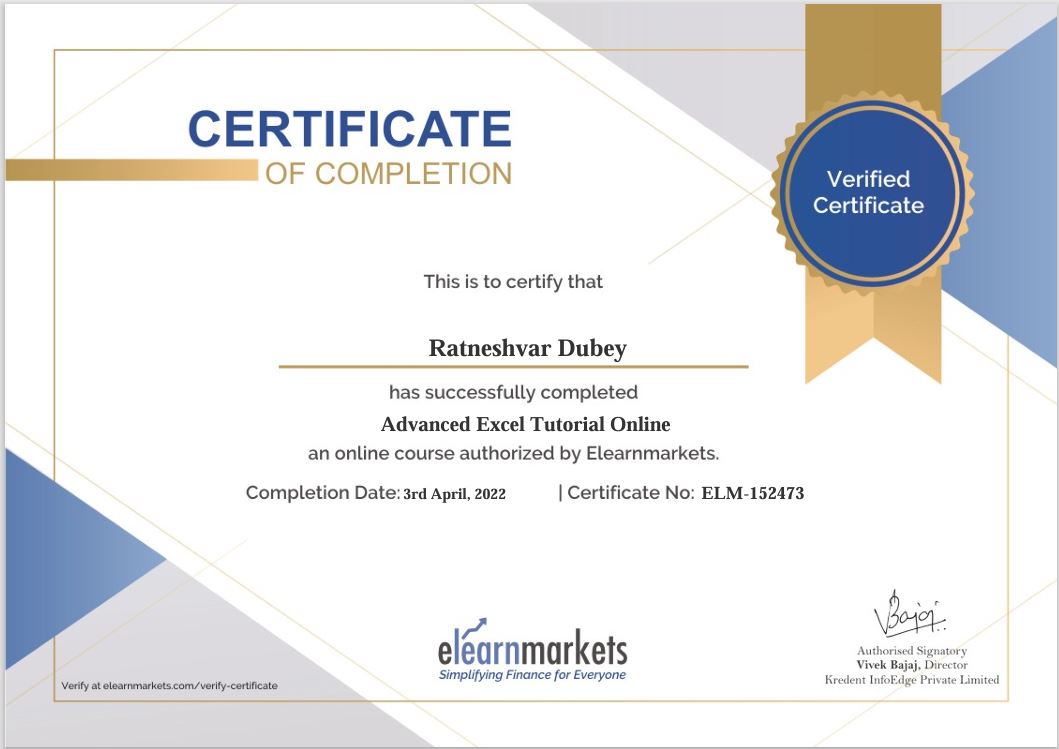 CERTIFICATE
OF COMPLETION
Verified
Certificate
This is to certify that
Ratneshvar Dubey
has successfully completed
Advanced Excel Tutorial Online
an online course authorized by Elearnmarkets.
Completion Date: 3rd April, 2022 | Certificate No: ELM-152473
Bajaj
elearnmarkets
Simplifying Finance for Everyone
Authorised Signatory
Vivek Bajaj, Director
Kredent InfoEdge Private Limited
Verify at elearnmarkets.com/verify-certificate